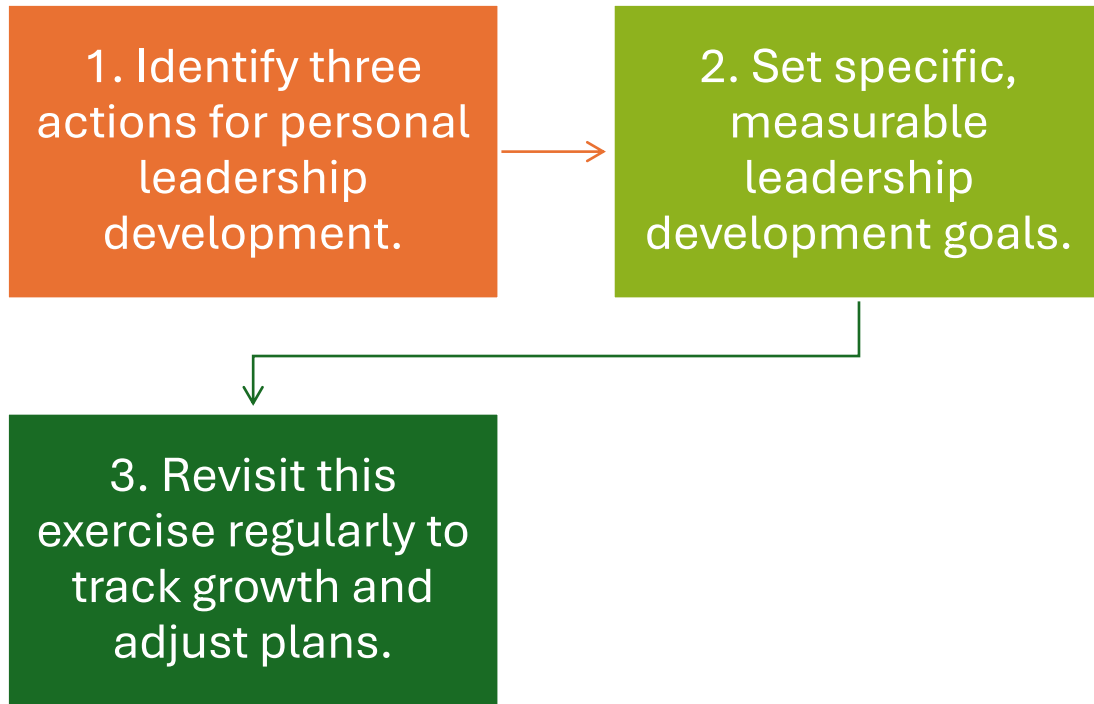 1. Identify three
actions for personal
leadership
development.
2. Set specific,
measurable
leadership
development goals.
3. Revisit this
exercise regularly to
track growth and
adjust plans.